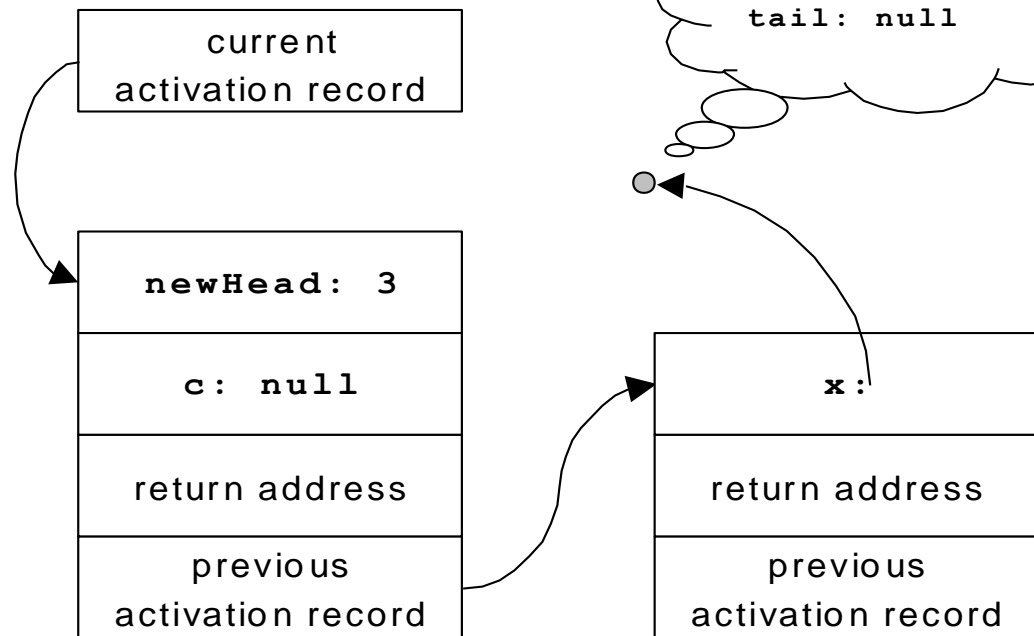 current
activation record
tail: null
newHead: 3
c: null
return address
previous
activation record
x:
return address
previous
activation record